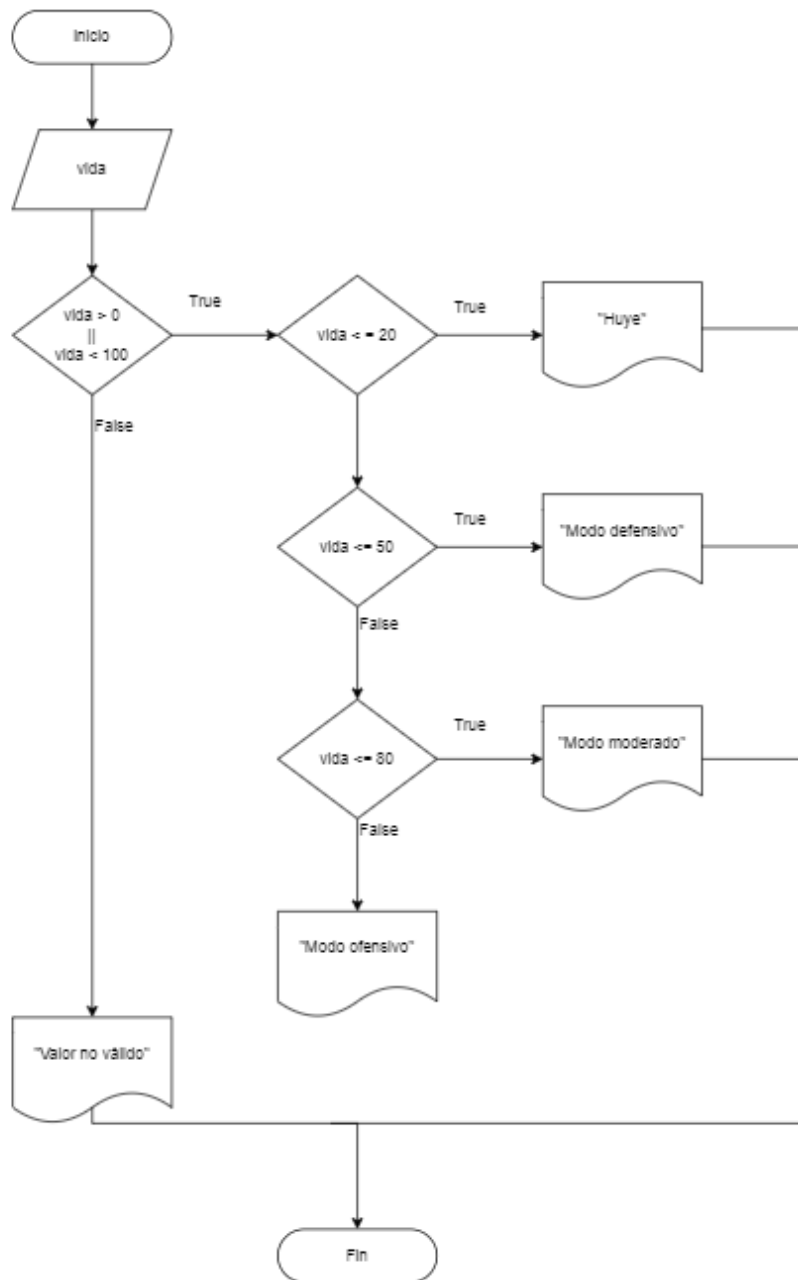 Inicio
vida
vida > 0
||
vida < 100
True
vida < = 20
True
"Huye"
False
vida <= 50
True
"Modo defensivo"
False
vida <= 80
True
"Modo moderado"
False
"Modo ofensivo"
"Valor no válido"
Fin